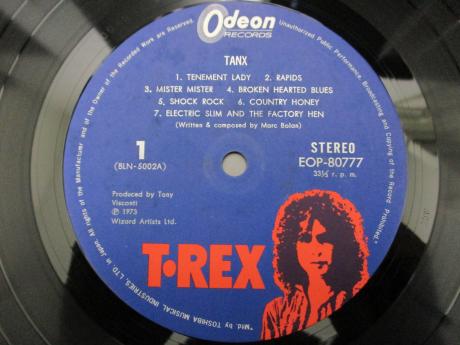 Odeon
RECORDS
TANX
1. TENEMENT LADY 2. RAPIDS
3. MISTER MISTER 4. BROKEN HEARTED BLUES
5. SHOCK ROCK 6. COUNTRY HONEY
7. ELECTRIC SLIM AND THE FACTORY HEN
(Written & composed by Marc Bolan)
1
(BLN-5002A)
STEREO
EOP-80777
33⅓ r. p. m.
Produced by Tony
Visconti
℗ 1973
Wizard Artists Ltd.
T•REX
All Rights of the Manufacturer and of the Owner of the Recorded Work are Reserved.
Unauthorized Public Performance, Broadcasting and Copying of the Record Prohibited.
"Mfd. by TOSHIBA MUSICAL INDUSTRIES, LTD. in Japan.